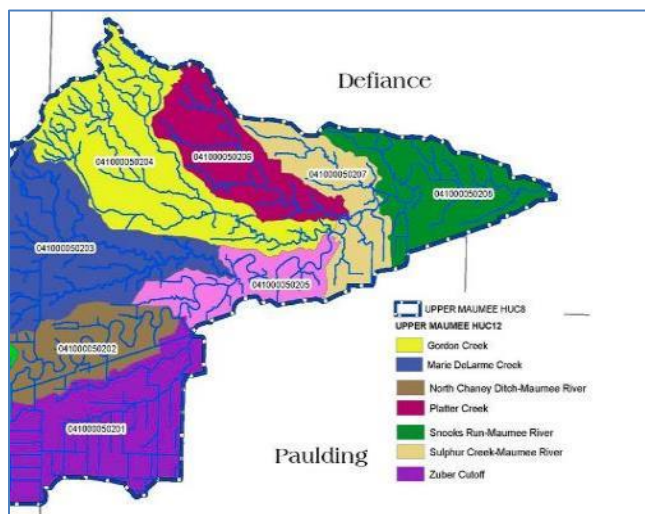 Defiance
041000050204
041000050206
041000050207
041000050208
041000050203
041000050205
041000050202
041000050201
UPPER MAUMEE HUC8
UPPER MAUMEE HUC12
Gordon Creek
Marie DeLarme Creek
North Chaney Ditch-Maumee River
Platter Creek
Snooks Run-Maumee River
Sulphur Creek-Maumee River
Zuber Cutoff
Paulding